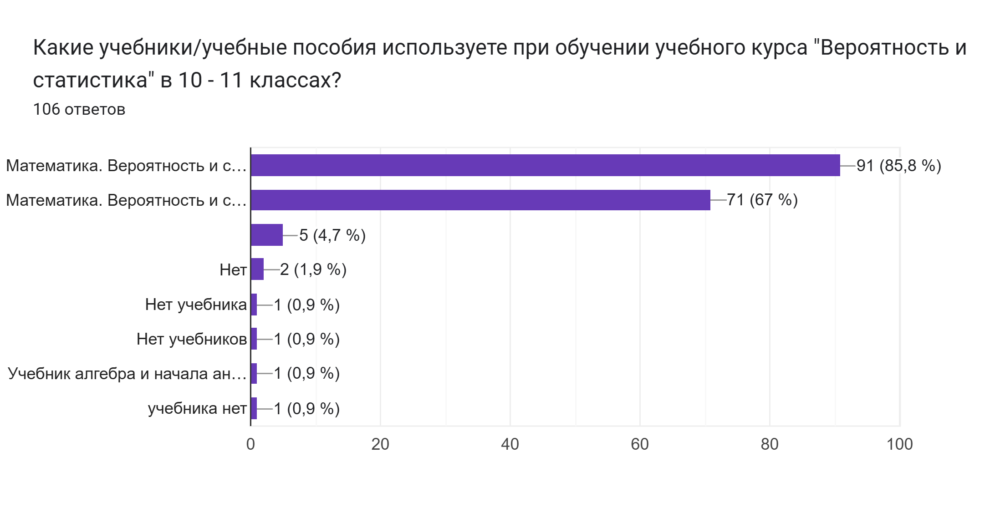 Какие учебники/учебные пособия используете при обучении учебного курса "Вероятность и
статистика" в 10 - 11 классах?
106 ответов
Математика. Вероятность и с… 91 (85,8 %)
Математика. Вероятность и с… 71 (67 %)
5 (4,7 %)
Нет 2 (1,9 %)
Нет учебника 1 (0,9 %)
Нет учебников 1 (0,9 %)
Учебник алгебра и начала ан… 1 (0,9 %)
учебника нет 1 (0,9 %)
0 20 40 60 80 100